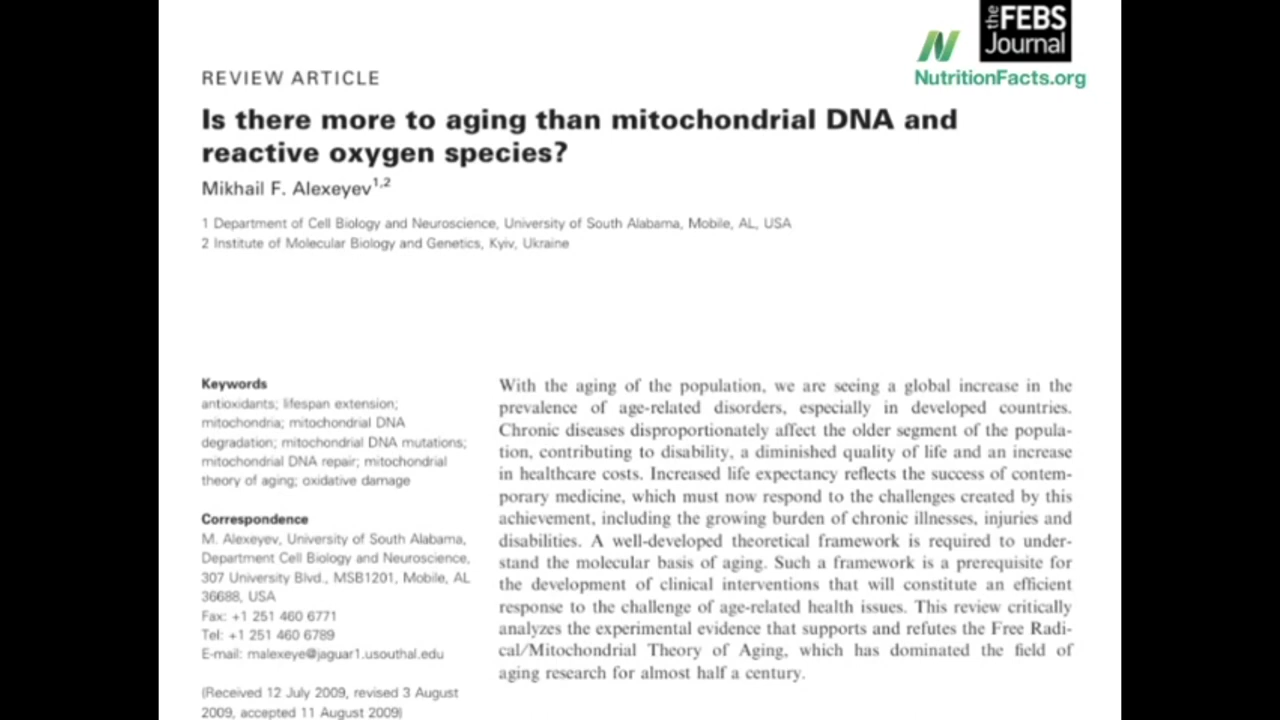 the FEBS
Journal
NutritionFacts.org
REVIEW ARTICLE
Is there more to aging than mitochondrial DNA and
reactive oxygen species?
Mikhail F. Alexeyev1,2
1 Department of Cell Biology and Neuroscience, University of South Alabama, Mobile, AL, USA
2 Institute of Molecular Biology and Genetics, Kyiv, Ukraine
Keywords
antioxidants; lifespan extension;
mitochondria; mitochondrial DNA
degradation; mitochondrial DNA mutations;
mitochondrial DNA repair; mitochondrial
theory of aging; oxidative damage
Correspondence
M. Alexeyev, University of South Alabama,
Department Cell Biology and Neuroscience,
307 University Blvd., MSB1201, Mobile, AL
36688, USA
Fax: +1 251 460 6771
Tel: +1 251 460 6789
E-mail: malexeye@jaguar1.usouthal.edu
(Received 12 July 2009, revised 3 August
2009, accepted 11 August 2009)
With the aging of the population, we are seeing a global increase in the
prevalence of age-related disorders, especially in developed countries.
Chronic diseases disproportionately affect the older segment of the popula-
tion, contributing to disability, a diminished quality of life and an increase
in healthcare costs. Increased life expectancy reflects the success of contem-
porary medicine, which must now respond to the challenges created by this
achievement, including the growing burden of chronic illnesses, injuries and
disabilities. A well-developed theoretical framework is required to under-
stand the molecular basis of aging. Such a framework is a prerequisite for
the development of clinical interventions that will constitute an efficient
response to the challenge of age-related health issues. This review critically
analyzes the experimental evidence that supports and refutes the Free Radi-
cal/Mitochondrial Theory of Aging, which has dominated the field of
aging research for almost half a century.